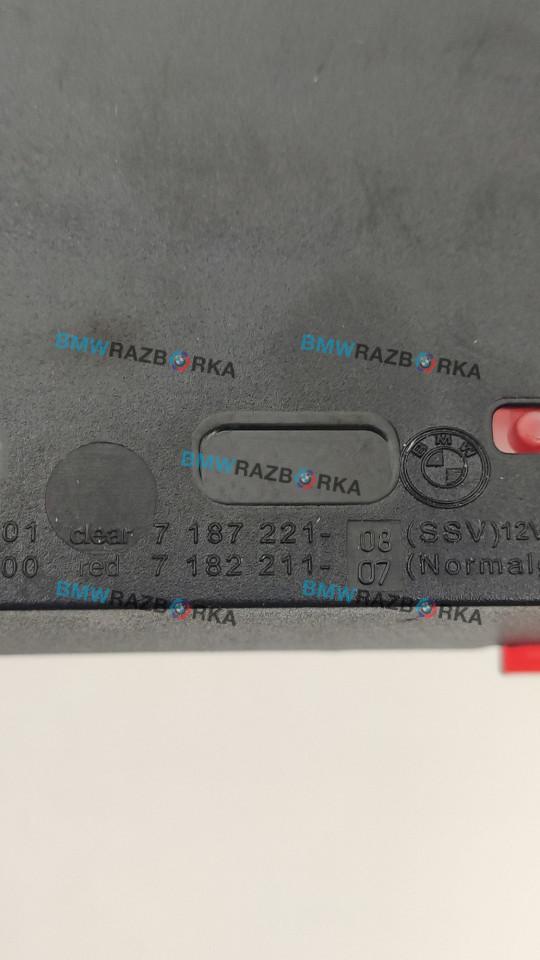 BMWRAZBORKA BMWRAZBORKA
BMWRAZBORKA
BMW
01 clear 7 187 221- 08 (SSV)12V
00 red 7 182 211- 07 (Normal
BMWRAZBORKA BMWRAZBORKA